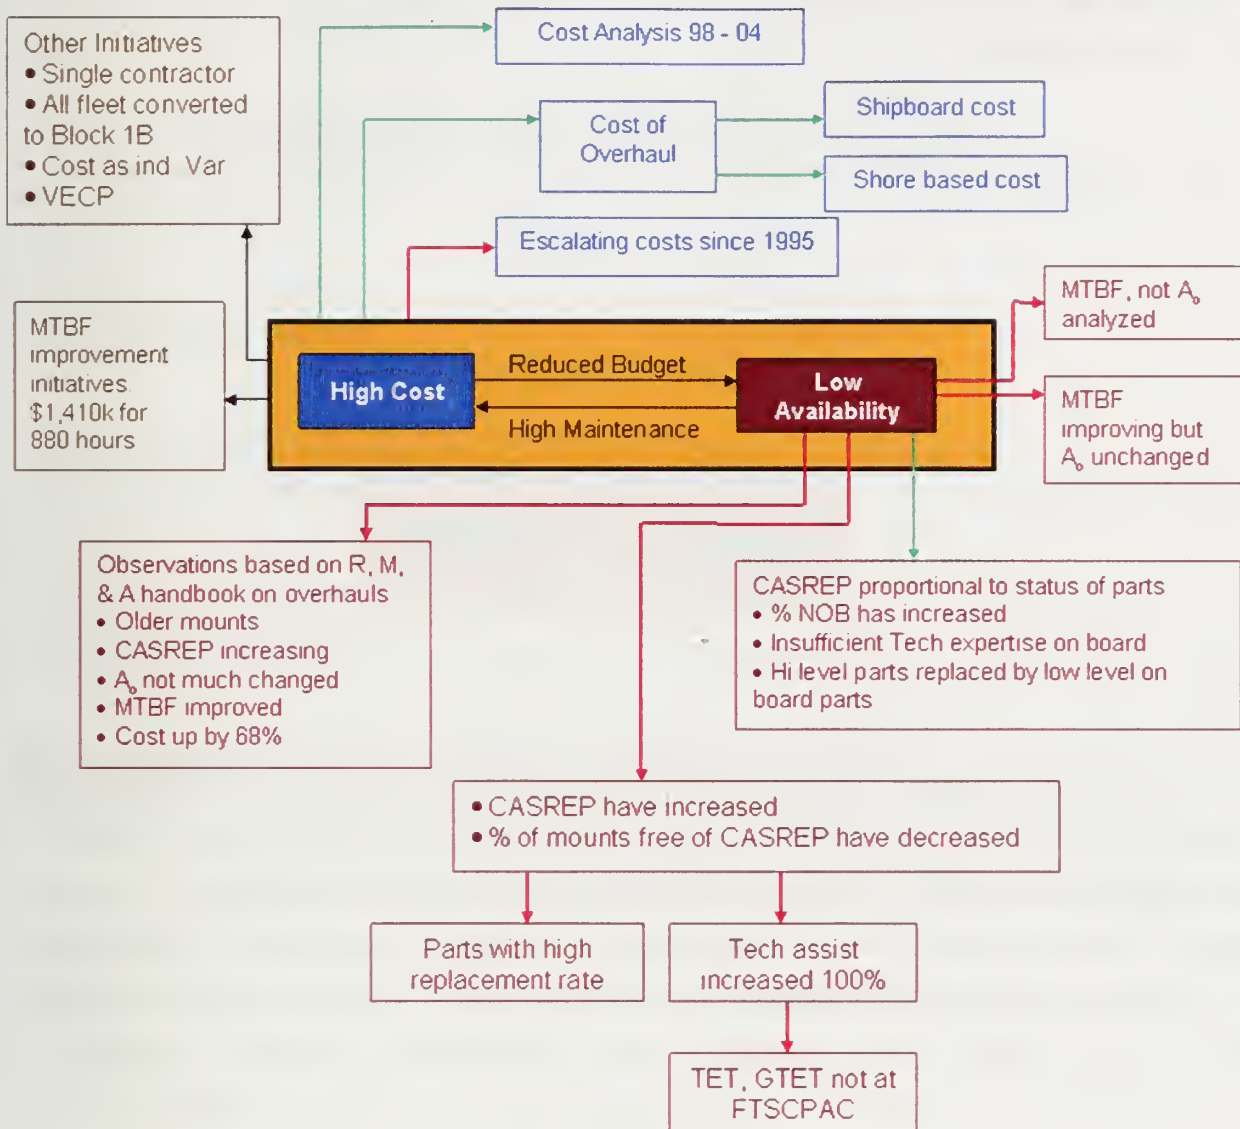 Other Initiatives
• Single contractor
• All fleet converted
to Block 1B
• Cost as ind Var
• VECP
Cost Analysis 98 - 04
Cost of
Overhaul
Shipboard cost
Shore based cost
Escalating costs since 1995
MTBF
improvement
initiatives.
$1,410k for
880 hours
High Cost
Reduced Budget
High Maintenance
Low
Availability
MTBF, not Ao
analyzed
MTBF
improving but
Ao unchanged
Observations based on R, M,
& A handbook on overhauls
• Older mounts
• CASREP increasing
• Ao not much changed
• MTBF improved
• Cost up by 68%
CASREP proportional to status of parts
• % NOB has increased
• Insufficient Tech expertise on board
• Hi level parts replaced by low level on
board parts
• CASREP have increased
• % of mounts free of CASREP have decreased
Parts with high
replacement rate
Tech assist
increased 100%
TET, GTET not at
FTSCPAC